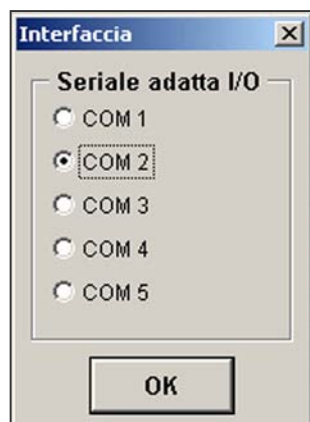 Interfaccia
Seriale adatta I/O
COM 1
COM 2
COM 3
COM 4
COM 5
OK